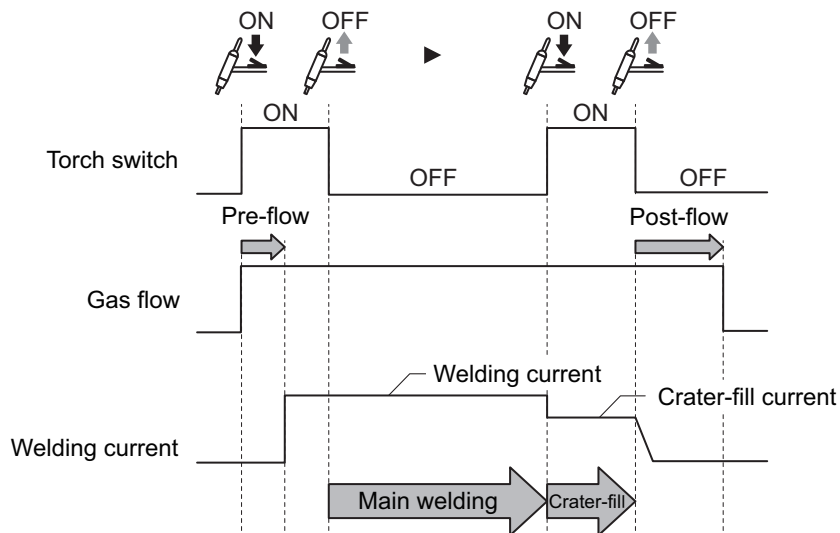 ON OFF ON OFF
ON ON
Torch switch
OFF OFF
Pre-flow Post-flow
Gas flow
Welding current
Crater-fill current
Welding current
Main welding Crater-fill